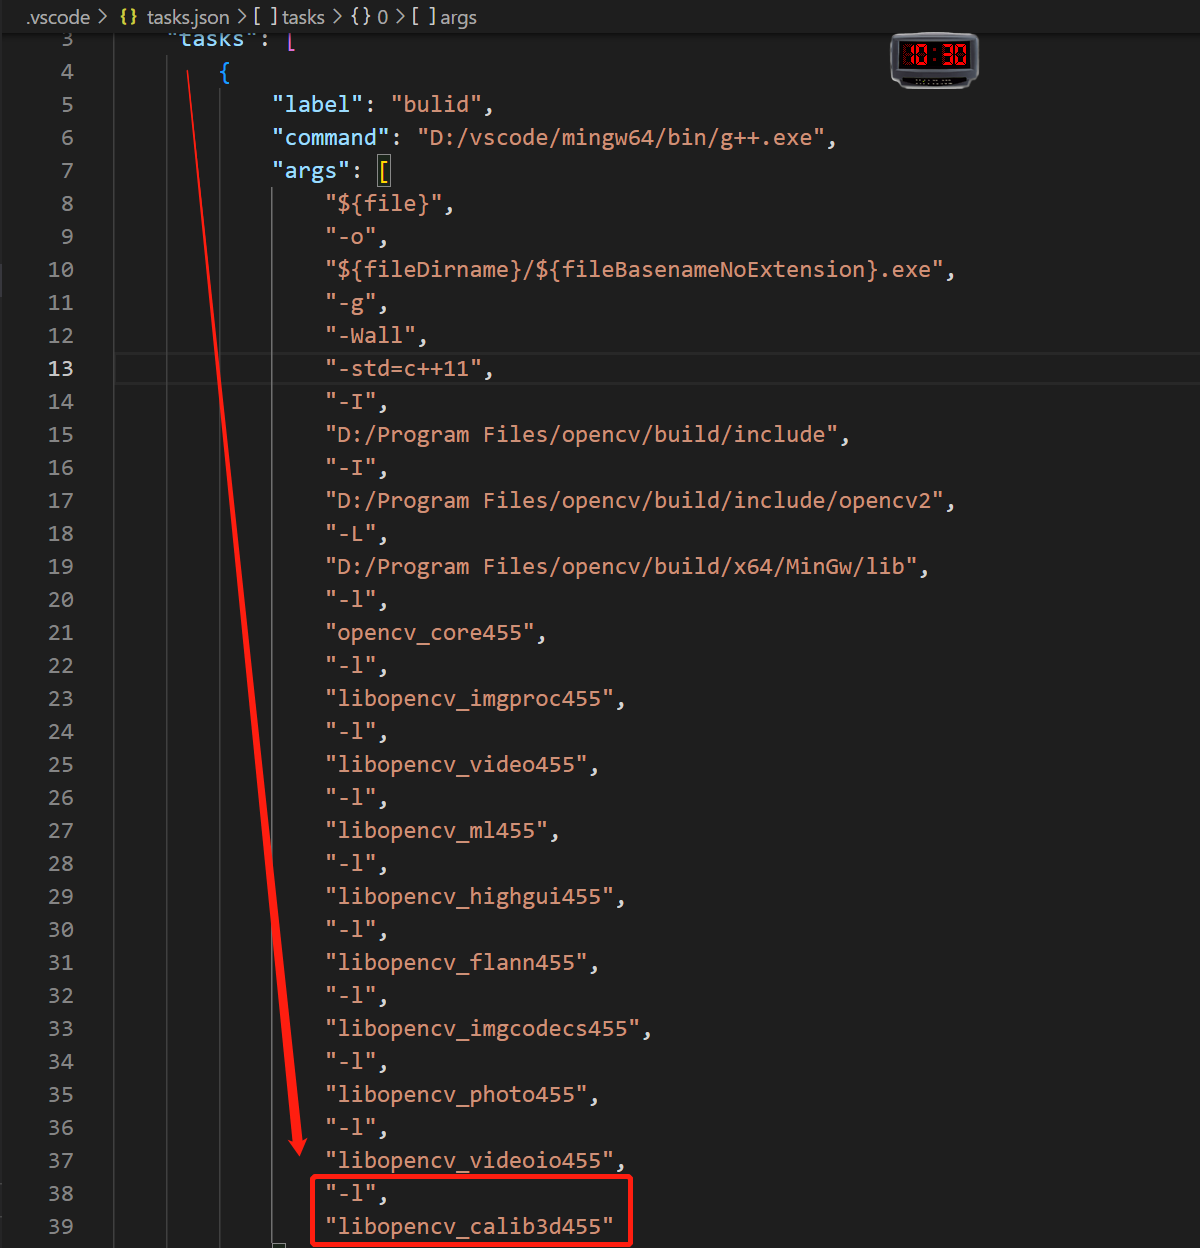 .vscode > {} tasks.json > [ ] tasks > {} 0 > [ ] args
3 "tasks": [
10:30
4 {
5 "label": "bulid",
6 "command": "D:/vscode/mingw64/bin/g++.exe",
7 "args": [
8 "${file}",
9 "-o",
10 "${fileDirname}/${fileBasenameNoExtension}.exe",
11 "-g",
12 "-Wall",
13 "-std=c++11",
14 "-I",
15 "D:/Program Files/opencv/build/include",
16 "-I",
17 "D:/Program Files/opencv/build/include/opencv2",
18 "-L",
19 "D:/Program Files/opencv/build/x64/MinGw/lib",
20 "-l",
21 "opencv_core455",
22 "-l",
23 "libopencv_imgproc455",
24 "-l",
25 "libopencv_video455",
26 "-l",
27 "libopencv_ml455",
28 "-l",
29 "libopencv_highgui455",
30 "-l",
31 "libopencv_flann455",
32 "-l",
33 "libopencv_imgcodecs455",
34 "-l",
35 "libopencv_photo455",
36 "-l",
37 "libopencv_videoio455",
38 "-l",
39 "libopencv_calib3d455"